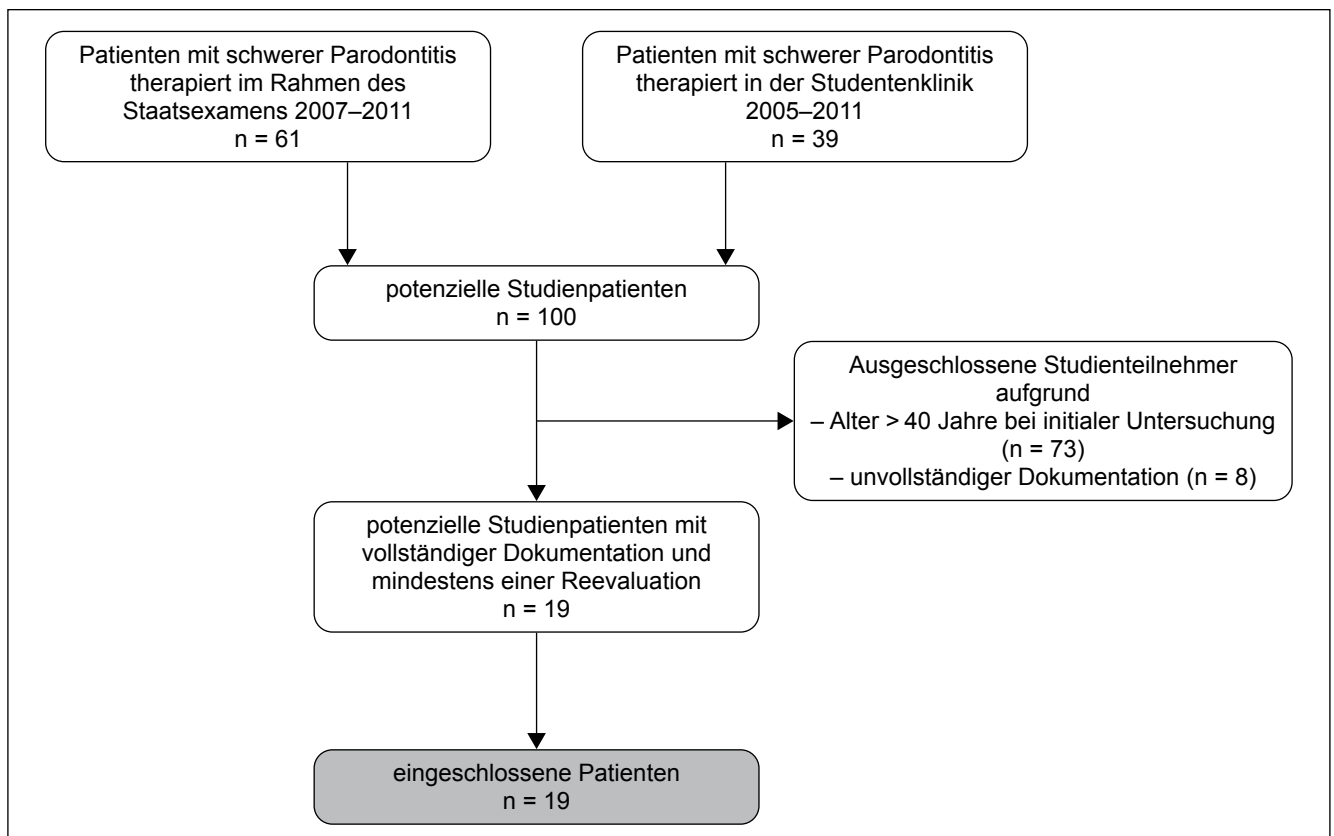 Patienten mit schwerer Parodontitis
therapiert im Rahmen des
Staatsexamens 2007–2011
n = 61
Patienten mit schwerer Parodontitis
therapiert in der Studentenklinik
2005–2011
n = 39
potenzielle Studienpatienten
n = 100
Ausgeschlossene Studienteilnehmer
aufgrund
– Alter > 40 Jahre bei initialer Untersuchung
(n = 73)
– unvollständiger Dokumentation (n = 8)
potenzielle Studienpatienten mit
vollständiger Dokumentation und
mindestens einer Reevaluation
n = 19
eingeschlossene Patienten
n = 19